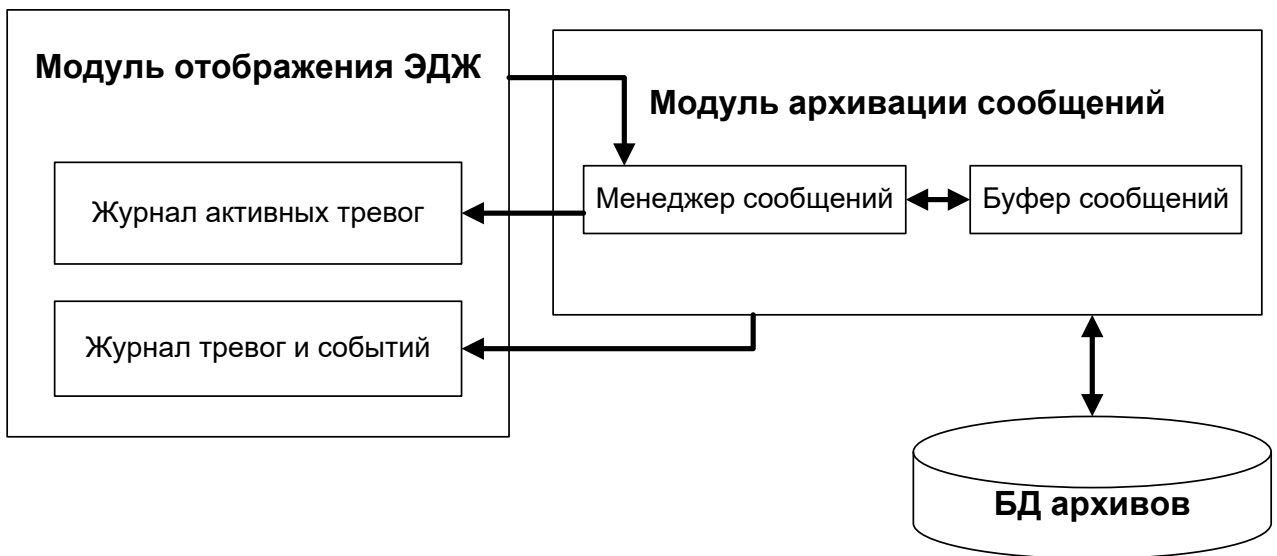 Модуль отображения ЭДЖ
Журнал активных тревог
Журнал тревог и событий
Модуль архивации сообщений
Менеджер сообщений
Буфер сообщений
БД архивов